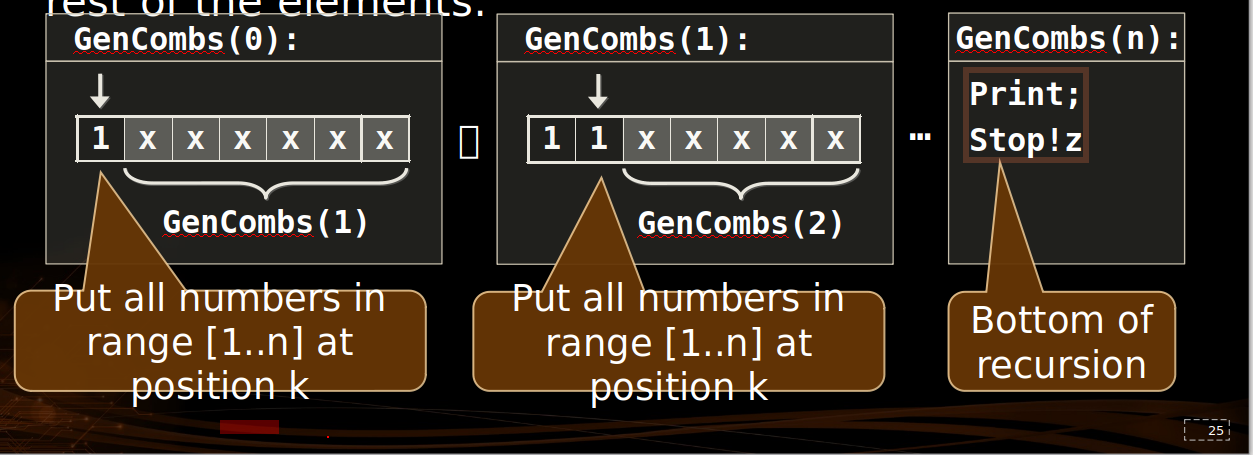 rest of the elements.
GenCombs(0):
1 x x x x x x
GenCombs(1)
Put all numbers in
range [1..n] at
position k
GenCombs(1):
1 1 x x x x x
GenCombs(2)
Put all numbers in
range [1..n] at
position k
…
GenCombs(n):
Print;
Stop!z
Bottom of
recursion
25